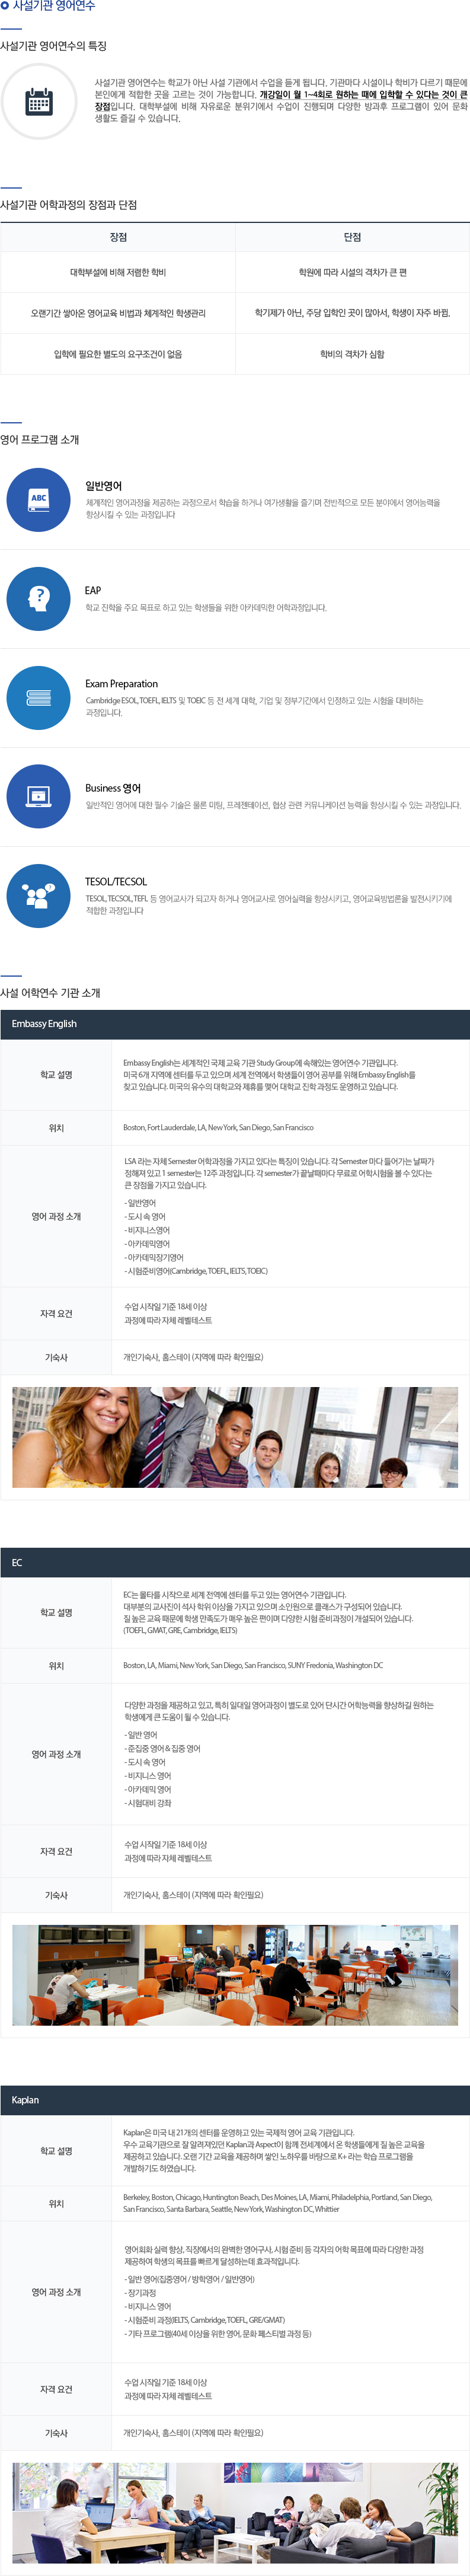 사설기관 영어연수
사설기관 영어연수의 특징
사설기관 영어연수는 학교가 아닌 사설 기관에서 수업을 듣게 됩니다. 기관마다 시설이나 학비가 다르기 때문에
본인에게 적합한 곳을 고르는 것이 가능합니다. 개강일이 월 1~4회로 원하는 때에 입학할 수 있다는 것이 큰
장점입니다. 대학부설에 비해 자유로운 분위기에서 수업이 진행되며 다양한 방과후 프로그램이 있어 문화
생활도 즐길 수 있습니다.
사설기관 어학과정의 장점과 단점
장점
단점
대학부설에 비해 저렴한 학비
학원에 따라 시설의 격차가 큰 편
오랜기간 쌓아온 영어교육 비법과 체계적인 학생관리
학기제가 아닌, 주당 입학인 곳이 많아서, 학생이 자주 바뀜.
입학에 필요한 별도의 요구조건이 없음
학비의 격차가 심함
영어 프로그램 소개
ABC
일반영어
체계적인 영어과정을 제공하는 과정으로서 학습을 하거나 여가생활을 즐기며 전반적으로 모든 분야에서 영어능력을
향상시킬 수 있는 과정입니다
?
EAP
학교 진학을 주요 목표로 하고 있는 학생들을 위한 아카데믹한 어학과정입니다.
Exam Preparation
Cambridge ESOL, TOEFL, IELTS 및 TOEIC 등 전 세계 대학, 기업 및 정부기간에서 인정하고 있는 시험을 대비하는
과정입니다.
Business 영어
일반적인 영어에 대한 필수 기술은 물론 미팅, 프레젠테이션, 협상 관련 커뮤니케이션 능력을 향상시킬 수 있는 과정입니다.
TESOL/TECSOL
TESOL, TECSOL, TEFL 등 영어교사가 되고자 하거나 영어교사로 영어실력을 향상시키고, 영어교육방법론을 발전시키기에
적합한 과정입니다
사설 어학연수 기관 소개
Embassy English
학교 설명
Embassy English는 세계적인 국제 교육 기관 Study Group에 속해있는 영어연수 기관입니다.
미국 6개 지역에 센터를 두고 있으며 세계 전역에서 학생들이 영어 공부를 위해 Embassy English를
찾고 있습니다. 미국의 유수의 대학교와 제휴를 맺어 대학교 진학 과정도 운영하고 있습니다.
위치
Boston, Fort Lauderdale, LA, New York, San Diego, San Francisco
영어 과정 소개
LSA 라는 자체 Semester 어학과정을 가지고 있다는 특징이 있습니다. 각 Semester 마다 들어가는 날짜가
정해져 있고 1 semester는 12주 과정입니다. 각 semester가 끝날때마다 무료로 어학시험을 볼 수 있다는
큰 장점을 가지고 있습니다.
- 일반영어
- 도시 속 영어
- 비지니스영어
- 아카데믹영어
- 아카데믹장기영어
- 시험준비영어(Cambridge, TOEFL, IELTS, TOEIC)
자격 요건
수업 시작일 기준 18세 이상
과정에 따라 자체 레벨테스트
기숙사
개인기숙사, 홈스테이 (지역에 따라 확인필요)
EC
학교 설명
EC는 몰타를 시작으로 세계 전역에 센터를 두고 있는 영어연수 기관입니다.
대부분의 교사진이 석사 학위 이상을 가지고 있으며 소인원으로 클래스가 구성되어 있습니다.
질 높은 교육 때문에 학생 만족도가 매우 높은 편이며 다양한 시험 준비과정이 개설되어 있습니다.
(TOEFL, GMAT, GRE, Cambridge, IELTS)
위치
Boston, LA, Miami, New York, San Diego, San Francisco, SUNY Fredonia, Washington DC
영어 과정 소개
다양한 과정을 제공하고 있고, 특히 일대일 영어과정이 별도로 있어 단시간 어학능력을 향상하길 원하는
학생에게 큰 도움이 될 수 있습니다.
- 일반 영어
- 준집중 영어 & 집중 영어
- 도시 속 영어
- 비지니스 영어
- 아카데믹 영어
- 시험대비 강좌
자격 요건
수업 시작일 기준 18세 이상
과정에 따라 자체 레벨테스트
기숙사
개인기숙사, 홈스테이 (지역에 따라 확인필요)
Kaplan
학교 설명
Kaplan은 미국 내 21개의 센터를 운영하고 있는 국제적 영어 교육 기관입니다.
우수 교육기관으로 잘 알려져있던 Kaplan과 Aspect이 함께 전세계에서 온 학생들에게 질 높은 교육을
제공하고 있습니다. 오랜 기간 교육을 제공하며 쌓인 노하우를 바탕으로 K+ 라는 학습 프로그램을
개발하기도 하였습니다.
위치
Berkeley, Boston, Chicago, Huntington Beach, Des Moines, LA, Miami, Philadelphia, Portland, San Diego,
San Francisco, Santa Barbara, Seattle, New York, Washington DC, Whittier
영어 과정 소개
영어회화 실력 향상, 직장에서의 완벽한 영어구사, 시험 준비 등 각자의 어학 목표에 따라 다양한 과정
제공하여 학생의 목표를 빠르게 달성하는데 효과적입니다.
- 일반 영어(집중영어 / 방학영어 / 일반영어)
- 장기과정
- 비지니스 영어
- 시험준비 과정(IELTS, Cambridge, TOEFL, GRE/GMAT)
- 기타 프로그램(40세 이상을 위한 영어, 문화 페스티벌 과정 등)
자격 요건
수업 시작일 기준 18세 이상
과정에 따라 자체 레벨테스트
기숙사
개인기숙사, 홈스테이 (지역에 따라 확인필요)